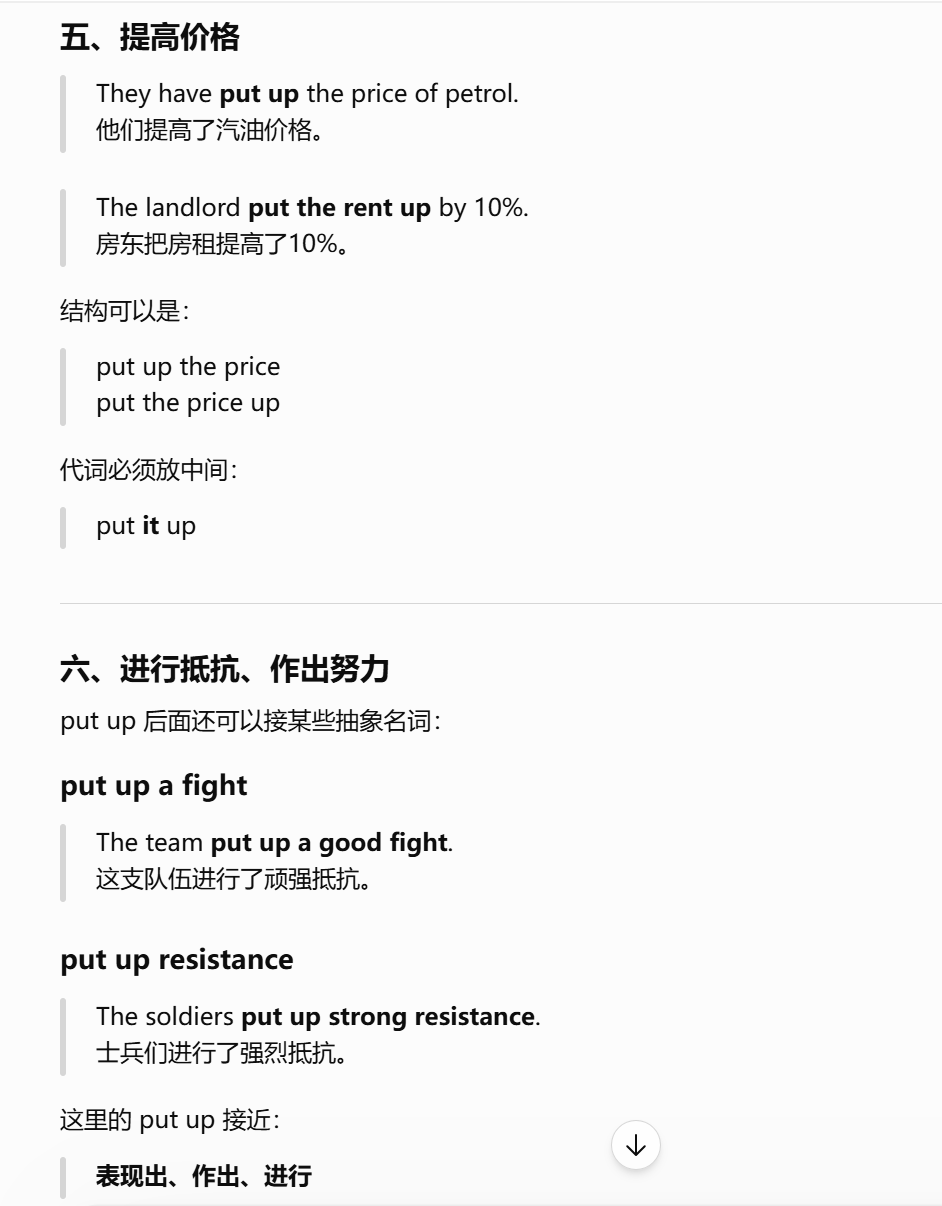 五、提高价格
They have put up the price of petrol.
他们提高了汽油价格。
The landlord put the rent up by 10%.
房东把房租提高了10%。
结构可以是：
put up the price
put the price up
代词必须放中间：
put it up
六、进行抵抗、作出努力
put up 后面还可以接某些抽象名词：
put up a fight
The team put up a good fight.
这支队伍进行了顽强抵抗。
put up resistance
The soldiers put up strong resistance.
士兵们进行了强烈抵抗。
这里的 put up 接近：
表现出、作出、进行